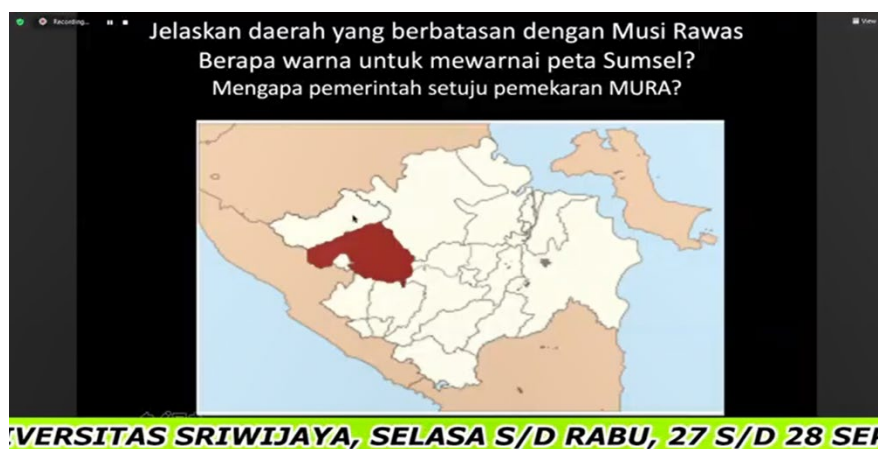 Recording...
View
Jelaskan daerah yang berbatasan dengan Musi Rawas
Berapa warna untuk mewarnai peta Sumsel?
Mengapa pemerintah setuju pemekaran MURA?
VERSITAS SRIWIJAYA, SELASA S/D RABU, 27 S/D 28 SE